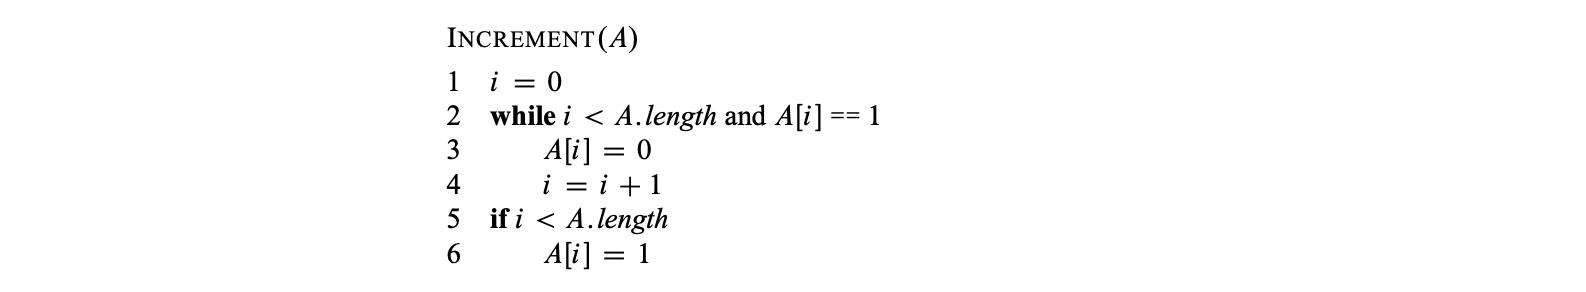 INCREMENT(A)
1 i = 0
2 while i < A.length and A[i] == 1
3 A[i] = 0
4 i = i + 1
5 if i < A.length
6 A[i] = 1